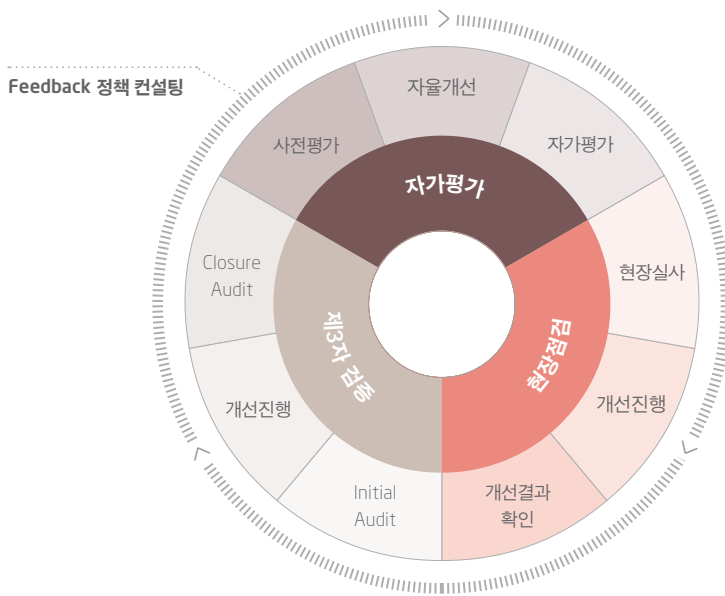 Feedback 정책 컨설팅
사전평가
자율개선
자가평가
자가평가
현장실사
개선진행
개선결과
확인
현장점검
Initial
Audit
개선진행
Closure
Audit
제3자 검증